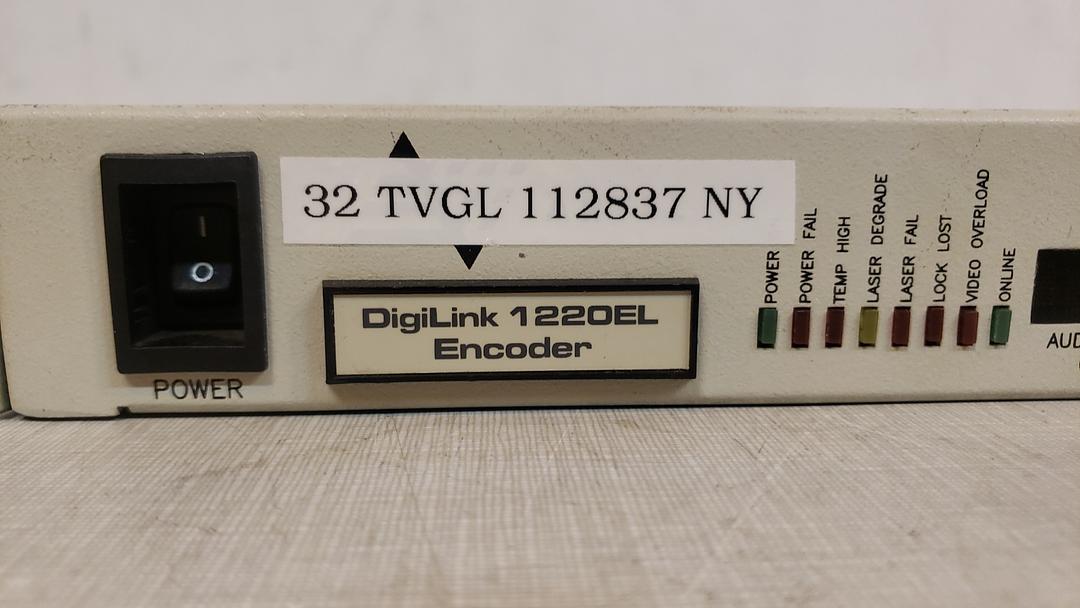 32 TVGL 112837 NY
DigiLink 1220EL
Encoder
POWER
POWER
POWER FAIL
TEMP HIGH
LASER DEGRADE
LASER FAIL
LOCK LOST
VIDEO OVERLOAD
ONLINE